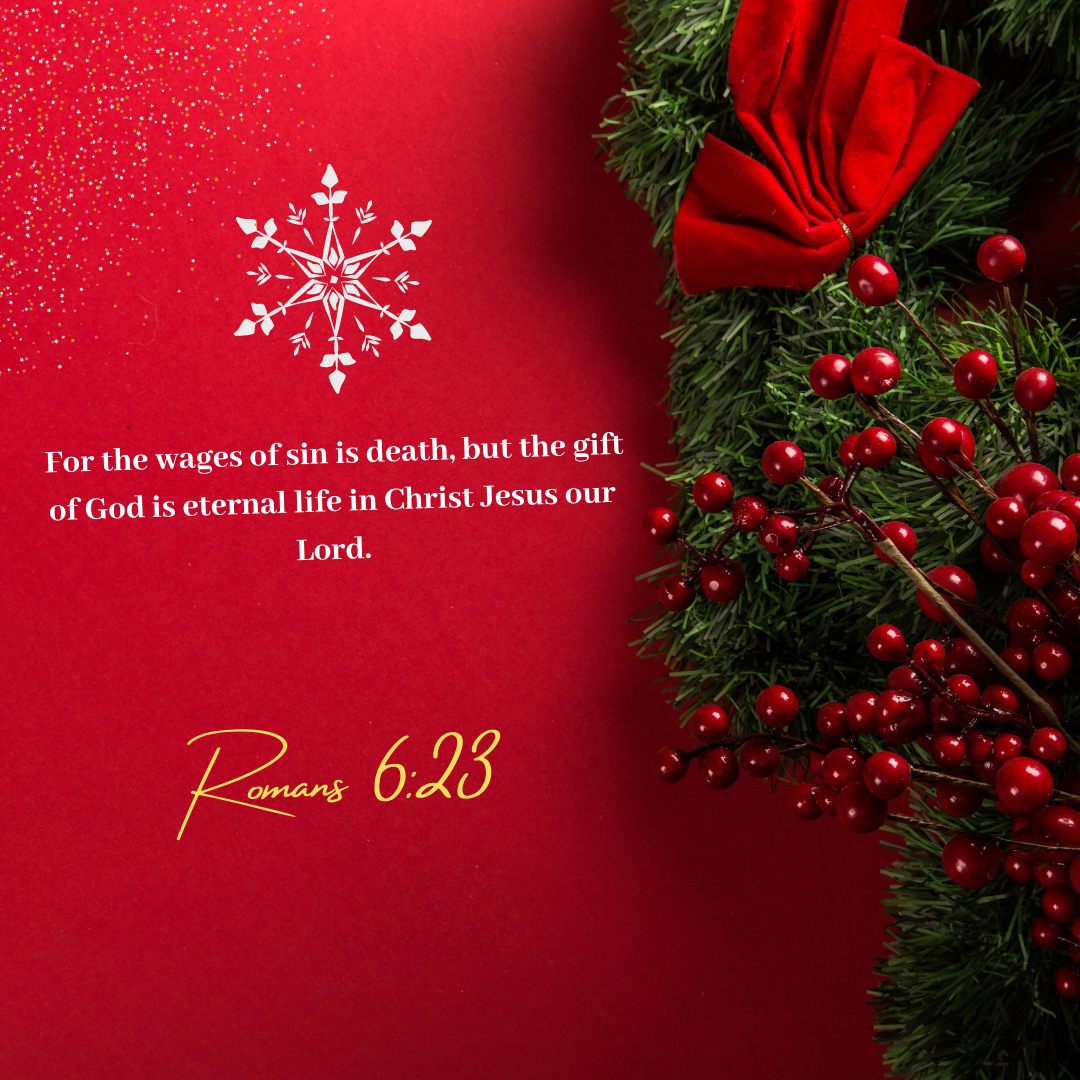 For the wages of sin is death, but the gift
of God is eternal life in Christ Jesus our
Lord.
Romans 6:23